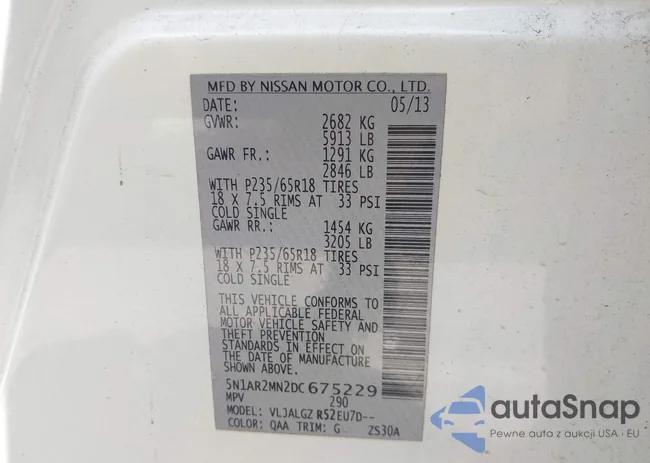 MFD BY NISSAN MOTOR CO., LTD.
DATE: 05/13
GVWR: 2682 KG
5913 LB
GAWR FR.: 1291 KG
2846 LB
WITH P235/65R18 TIRES
18 X 7.5 RIMS AT 33 PSI
COLD SINGLE
GAWR RR.: 1454 KG
3205 LB
WITH P235/65R18 TIRES
18 X 7.5 RIMS AT 33 PSI
COLD SINGLE
THIS VEHICLE CONFORMS TO
ALL APPLICABLE FEDERAL
MOTOR VEHICLE SAFETY AND
THEFT PREVENTION
STANDARDS IN EFFECT ON
THE DATE OF MANUFACTURE
SHOWN ABOVE.
5N1AR2MN2DC675229
MPV 290
MODEL: VLJALGZ R52EU7D--
COLOR: QAA TRIM: G ZS30A
autoSnap
Pewne auta z aukcji USA i EU